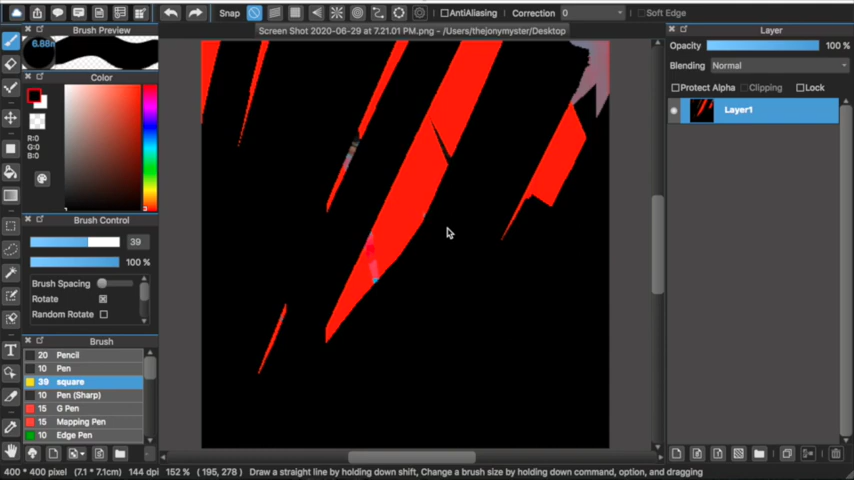 Snap
AntiAliasing
Correction
0
Soft Edge
Brush Preview
Screen Shot 2020-06-29 at 7.21.01 PM.png - /Users/thejonymyster/Desktop
Layer
6.68m
Opacity
100 %
Blending
Normal
Color
Protect Alpha
Clipping
Lock
Layer1
R:0
G:0
B:0
Brush Control
39
100 %
Brush Spacing
Rotate
Random Rotate
Brush
20 Pencil
10 Pen
39 square
10 Pen (Sharp)
15 G Pen
15 Mapping Pen
10 Edge Pen
T
400 * 400 pixel (7.1 * 7.1cm) 144 dpi 152 % ( 195, 278 ) Draw a straight line by holding down shift, Change a brush size by holding down command, option, and dragging